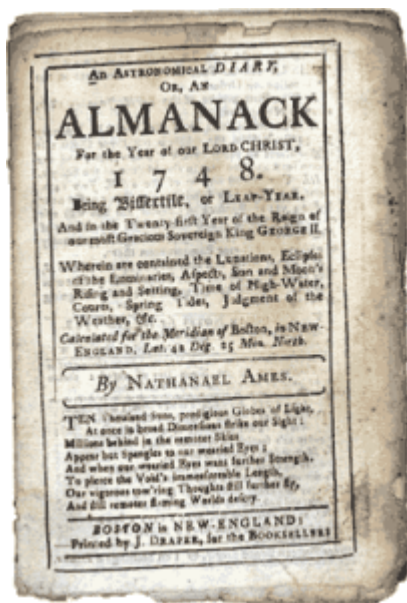 An ASTRONOMICAL DIARY,
OR, AN
ALMANACK
For the Year of our LORD CHRIST,
1 7 4 8.
Being Bissextile, or LEAP-YEAR.
And in the Twenty-first Year of the Reign of
our most Gracious Sovereign King GEORGE II.
Wherein are contained the Lunations, Eclipses
of the Luminaries, Aspects, Sun and Moon's
Rising and Setting, Time of High-Water,
Courts, Spring Tides, Judgment of the
Weather, &c.
Calculated for the Meridian of Boston, in NEW-
ENGLAND, Lat. 42 Deg. 25 Min. North.
By NATHANAEL AMES.
TEN thousand Suns, prodigious Globes of Light,
At once in broad Dimensions strike our Sight:
Millions behind in the remoter Skies
Appear but Spangles to our wearied Eyes;
And when our wearied Eyes want further Strength,
To pierce the Void's immeasurable Length,
Our vigorous tow'ring Thoughts still further fly,
And still remoter flaming Worlds descry.
BOSTON in NEW-ENGLAND:
Printed by J. DRAPER, for the BOOKSELLERS